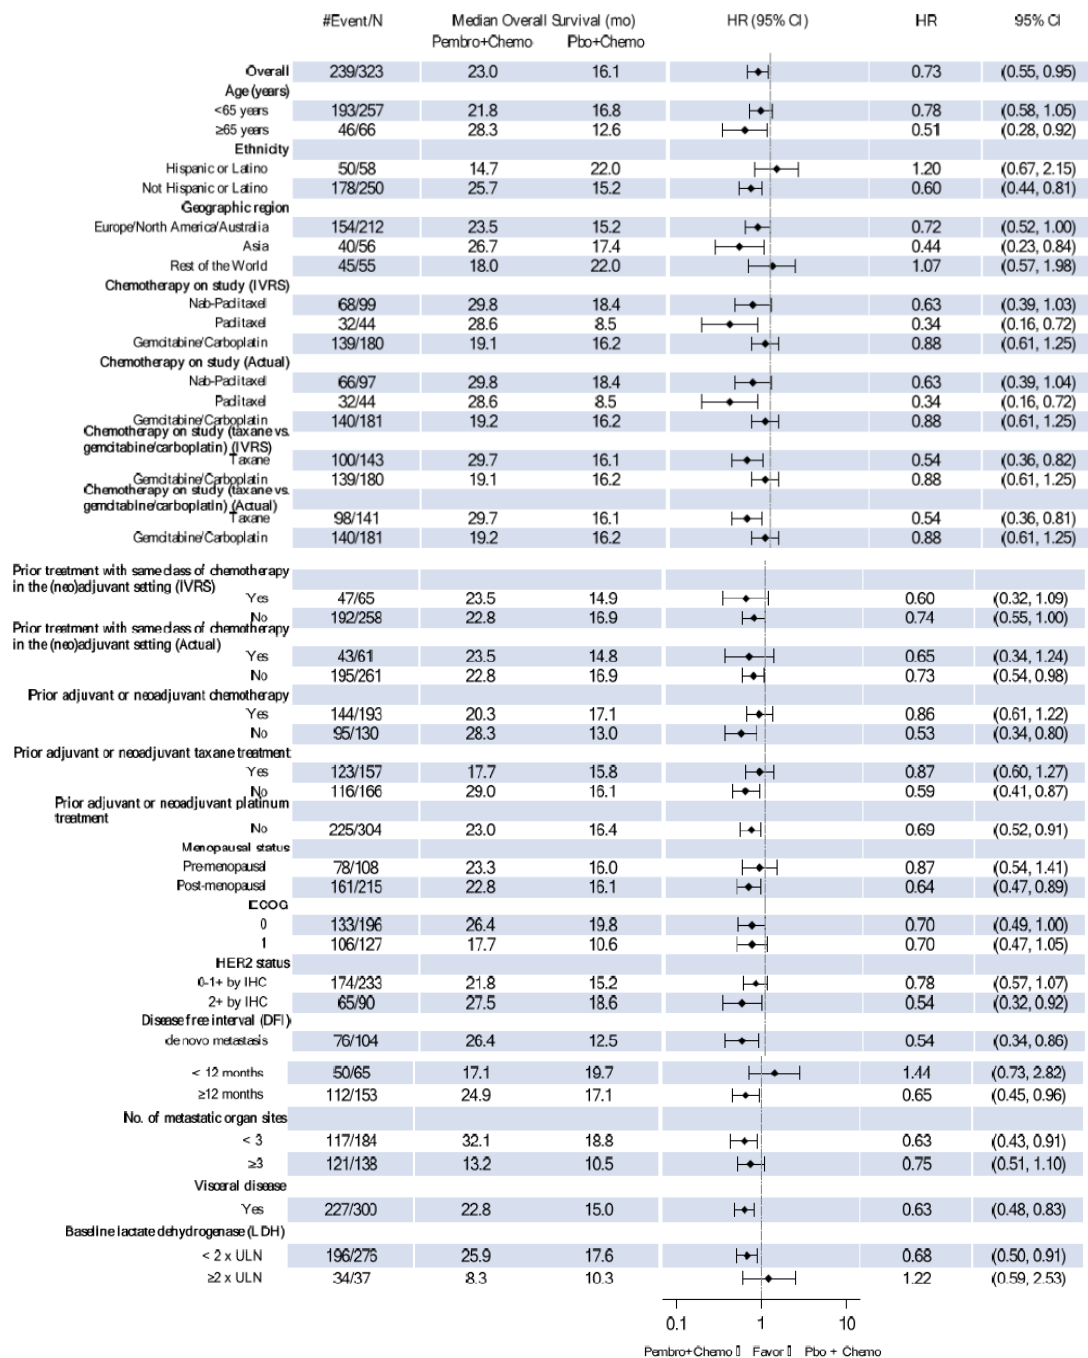 #Event/N Median Overall Survival (mo) HR (95% CI) HR 95% CI
Pembro+Chemo Pbo+Chemo
Overall 239/323 23.0 16.1 0.73 (0.55, 0.95)
Age (years)
<65 years 193/257 21.8 16.8 0.78 (0.58, 1.05)
≥65 years 46/66 28.3 12.6 0.51 (0.28, 0.92)
Ethnicity
Hispanic or Latino 50/58 14.7 22.0 1.20 (0.67, 2.15)
Not Hispanic or Latino 178/250 25.7 15.2 0.60 (0.44, 0.81)
Geographic region
Europe/North America/Australia 154/212 23.5 15.2 0.72 (0.52, 1.00)
Asia 40/56 26.7 17.4 0.44 (0.23, 0.84)
Rest of the World 45/55 18.0 22.0 1.07 (0.57, 1.98)
Chemotherapy on study (IVRS)
Nab-Paclitaxel 68/99 29.8 18.4 0.63 (0.39, 1.03)
Paclitaxel 32/44 28.6 8.5 0.34 (0.16, 0.72)
Gemcitabine/Carboplatin 139/180 19.1 16.2 0.88 (0.61, 1.25)
Chemotherapy on study (Actual)
Nab-Paclitaxel 66/97 29.8 18.4 0.63 (0.39, 1.04)
Paclitaxel 32/44 28.6 8.5 0.34 (0.16, 0.72)
Gemcitabine/Carboplatin 140/181 19.2 16.2 0.88 (0.61, 1.25)
Chemotherapy on study (taxane vs.
gemcitabine/carboplatin) (IVRS)
Taxane 100/143 29.7 16.1 0.54 (0.36, 0.82)
Gemcitabine/Carboplatin 139/180 19.1 16.2 0.88 (0.61, 1.25)
Chemotherapy on study (taxane vs.
gemcitabine/carboplatin) (Actual)
Taxane 98/141 29.7 16.1 0.54 (0.36, 0.81)
Gemcitabine/Carboplatin 140/181 19.2 16.2 0.88 (0.61, 1.25)
Prior treatment with same class of chemotherapy
in the (neo)adjuvant setting (IVRS)
Yes 47/65 23.5 14.9 0.60 (0.32, 1.09)
No 192/258 22.8 16.9 0.74 (0.55, 1.00)
Prior treatment with same class of chemotherapy
in the (neo)adjuvant setting (Actual)
Yes 43/61 23.5 14.8 0.65 (0.34, 1.24)
No 195/261 22.8 16.9 0.73 (0.54, 0.98)
Prior adjuvant or neoadjuvant chemotherapy
Yes 144/193 20.3 17.1 0.86 (0.61, 1.22)
No 95/130 28.3 13.0 0.53 (0.34, 0.80)
Prior adjuvant or neoadjuvant taxane treatment
Yes 123/157 17.7 15.8 0.87 (0.60, 1.27)
No 116/166 29.0 16.1 0.59 (0.41, 0.87)
Prior adjuvant or neoadjuvant platinum
treatment
No 225/304 23.0 16.4 0.69 (0.52, 0.91)
Menopausal status
Pre-menopausal 78/108 23.3 16.0 0.87 (0.54, 1.41)
Post-menopausal 161/215 22.8 16.1 0.64 (0.47, 0.89)
ECOG
0 133/196 26.4 19.8 0.70 (0.49, 1.00)
1 106/127 17.7 10.6 0.70 (0.47, 1.05)
HER2 status
0-1+ by IHC 174/233 21.8 15.2 0.78 (0.57, 1.07)
2+ by IHC 65/90 27.5 18.6 0.54 (0.32, 0.92)
Disease free interval (DFI)
de novo metastasis 76/104 26.4 12.5 0.54 (0.34, 0.86)
< 12 months 50/65 17.1 19.7 1.44 (0.73, 2.82)
≥12 months 112/153 24.9 17.1 0.65 (0.45, 0.96)
No. of metastatic organ sites
< 3 117/184 32.1 18.8 0.63 (0.43, 0.91)
≥3 121/138 13.2 10.5 0.75 (0.51, 1.10)
Visceral disease
Yes 227/300 22.8 15.0 0.63 (0.48, 0.83)
Baseline lactate dehydrogenase (LDH)
< 2 x ULN 196/276 25.9 17.6 0.68 (0.50, 0.91)
≥2 x ULN 34/37 8.3 10.3 1.22 (0.59, 2.53)
0.1 1 10
Pembro+Chemo Favor Pbo + Chemo